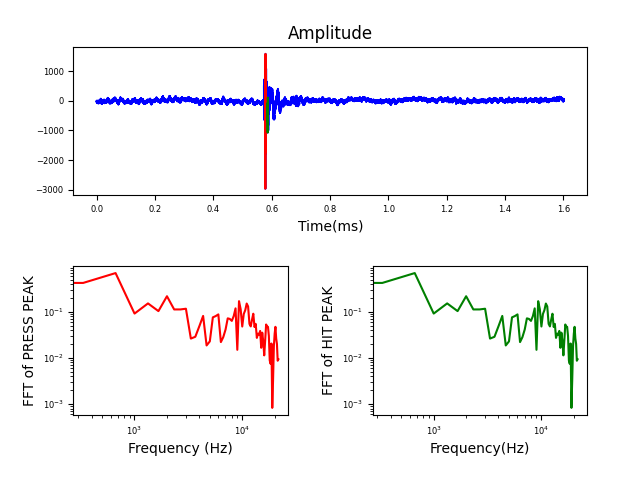 Amplitude
1000
0
−1000
−2000
−3000
0.0 0.2 0.4 0.6 0.8 1.0 1.2 1.4 1.6
Time(ms)
FFT of PRESS PEAK
10⁻¹
10⁻²
10⁻³
10³ 10⁴
Frequency (Hz)
FFT of HIT PEAK
10⁻¹
10⁻²
10⁻³
10³ 10⁴
Frequency(Hz)